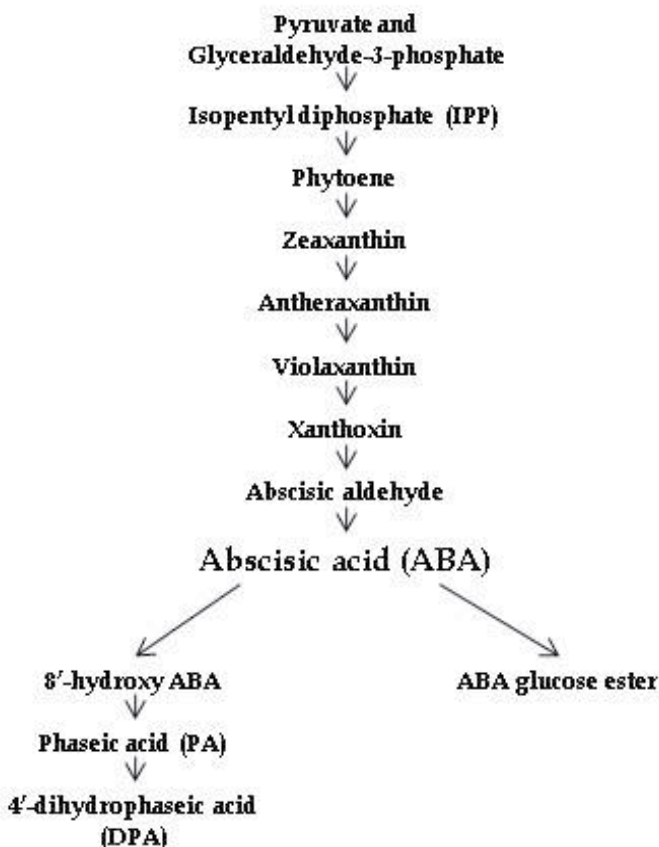 Pyruvate and
Glyceraldehyde-3-phosphate
Isopentyl diphosphate (IPP)
Phytoene
Zeaxanthin
Antheraxanthin
Violaxanthin
Xanthoxin
Abscisic aldehyde
Abscisic acid (ABA)
8′-hydroxy ABA
ABA glucose ester
Phaseic acid (PA)
4′-dihydrophaseic acid
(DPA)